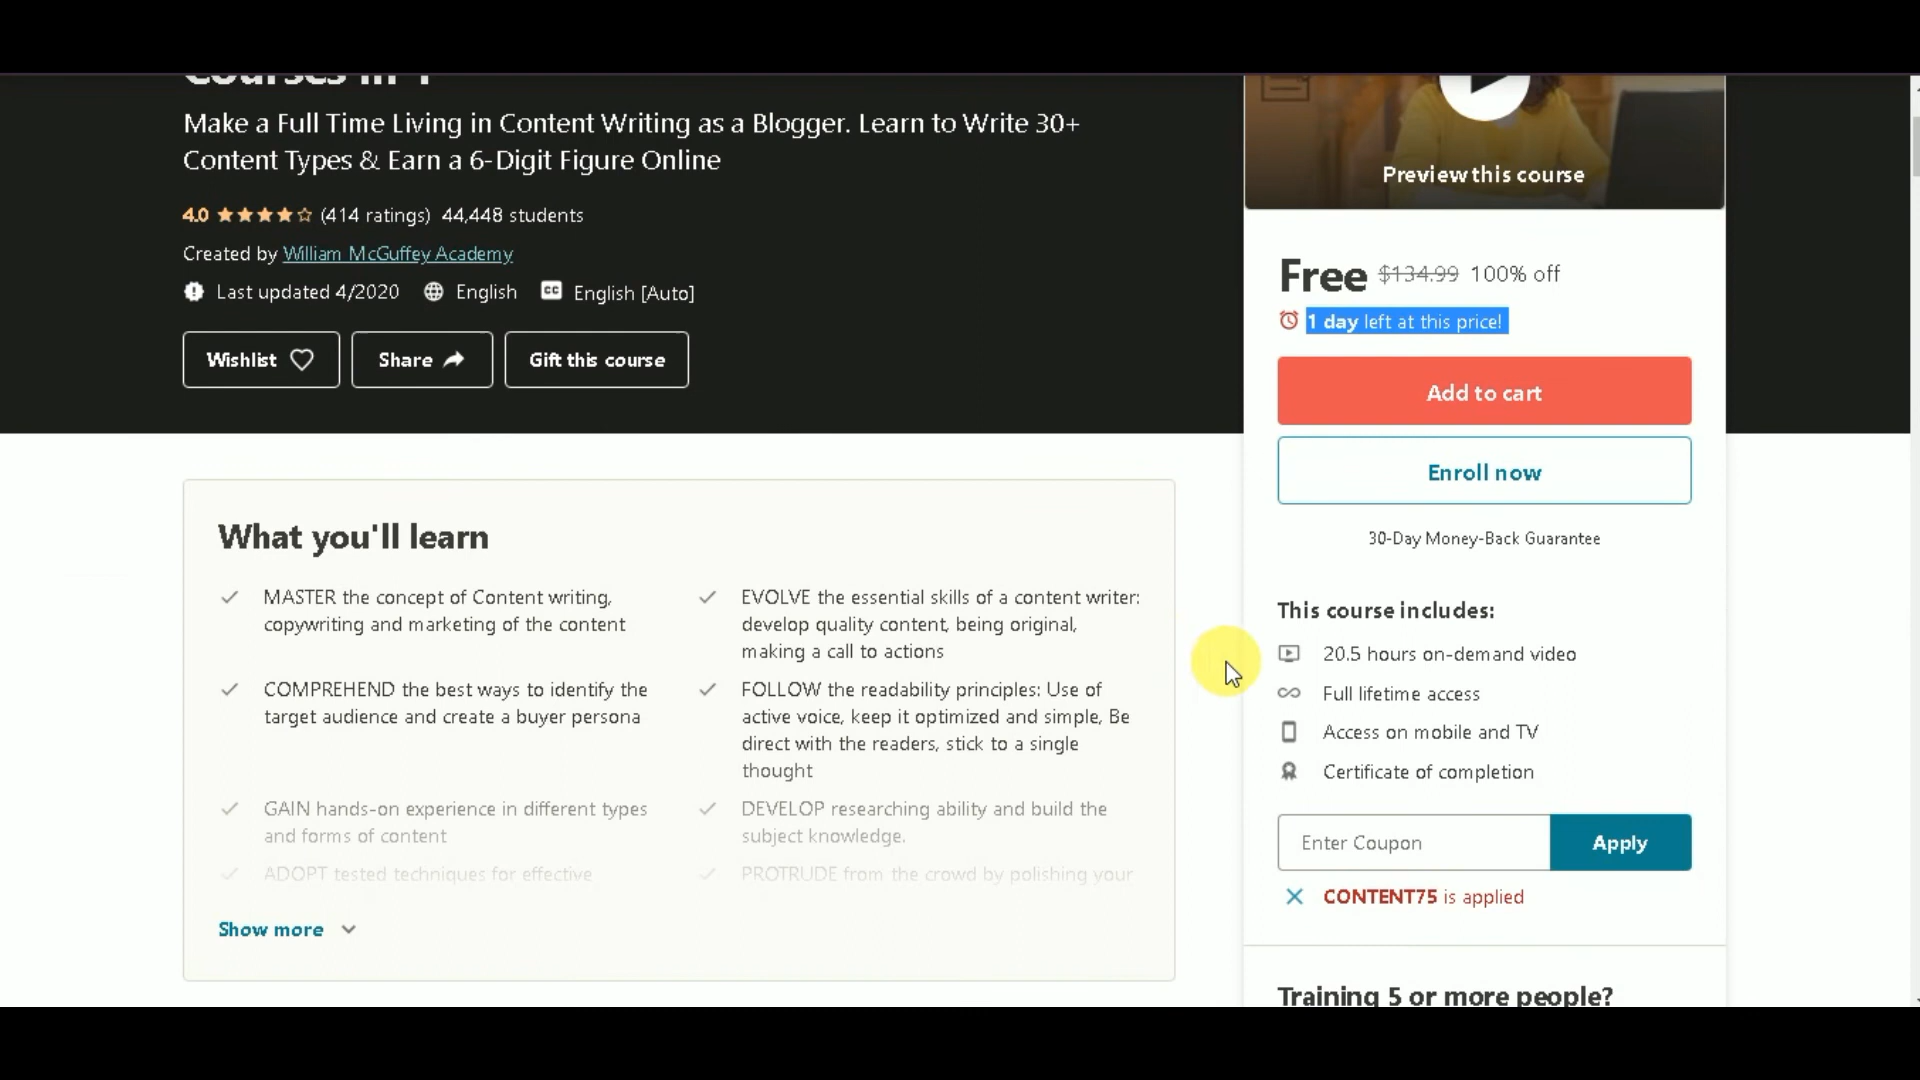 Make a Full Time Living in Content Writing as a Blogger. Learn to Write 30+
Content Types & Earn a 6-Digit Figure Online
4.0 (414 ratings) 44,448 students
Created by William McGuffey Academy
Last updated 4/2020 English CC English [Auto]
Wishlist Share Gift this course
Preview this course
Free $134.99 100% off
1 day left at this price!
Add to cart
Enroll now
30-Day Money-Back Guarantee
This course includes:
20.5 hours on-demand video
Full lifetime access
Access on mobile and TV
Certificate of completion
Enter Coupon Apply
CONTENT75 is applied
Training 5 or more people?
What you'll learn
MASTER the concept of Content writing,
copywriting and marketing of the content
EVOLVE the essential skills of a content writer:
develop quality content, being original,
making a call to actions
COMPREHEND the best ways to identify the
target audience and create a buyer persona
FOLLOW the readability principles: Use of
active voice, keep it optimized and simple, Be
direct with the readers, stick to a single
thought
GAIN hands-on experience in different types
and forms of content
DEVELOP researching ability and build the
subject knowledge.
ADOPT tested techniques for effective
PROTRUDE from the crowd by polishing your
Show more